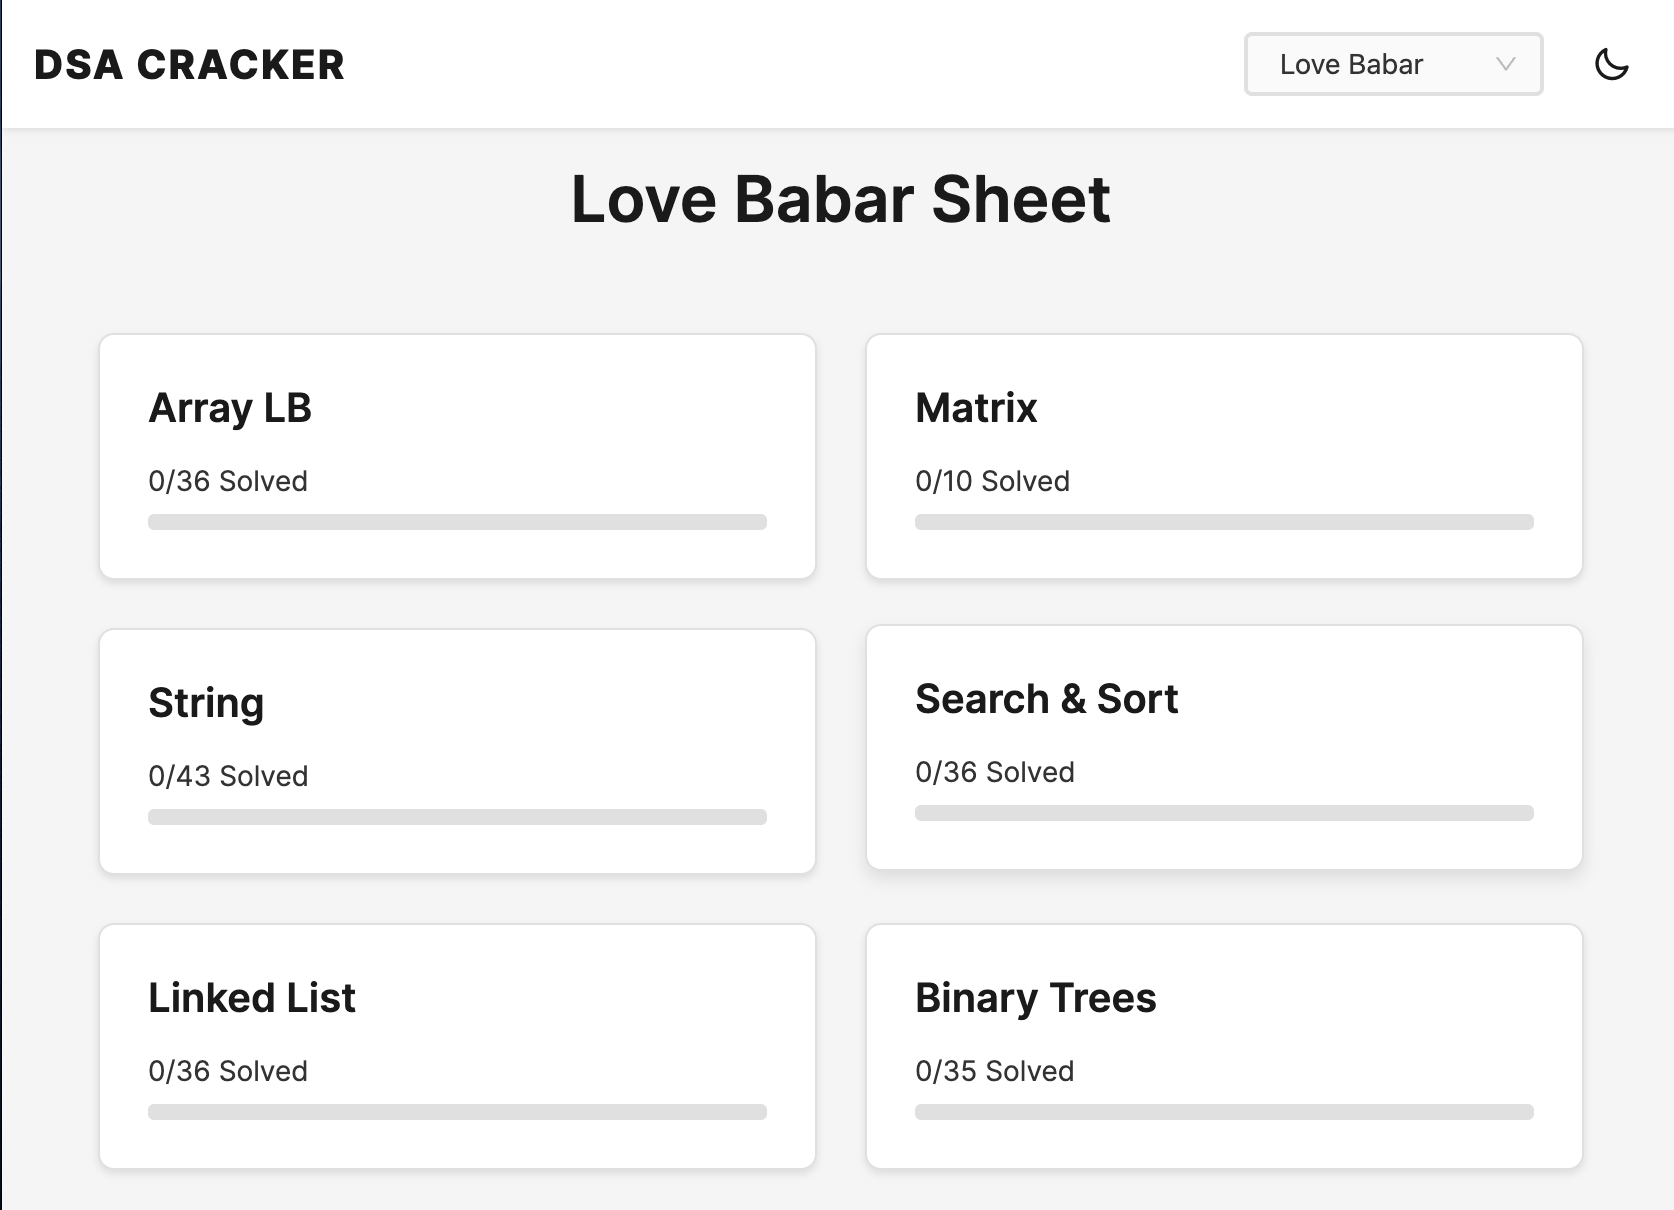 DSA CRACKER
Love Babar
Love Babar Sheet
Array LB
0/36 Solved
Matrix
0/10 Solved
String
0/43 Solved
Search & Sort
0/36 Solved
Linked List
0/36 Solved
Binary Trees
0/35 Solved